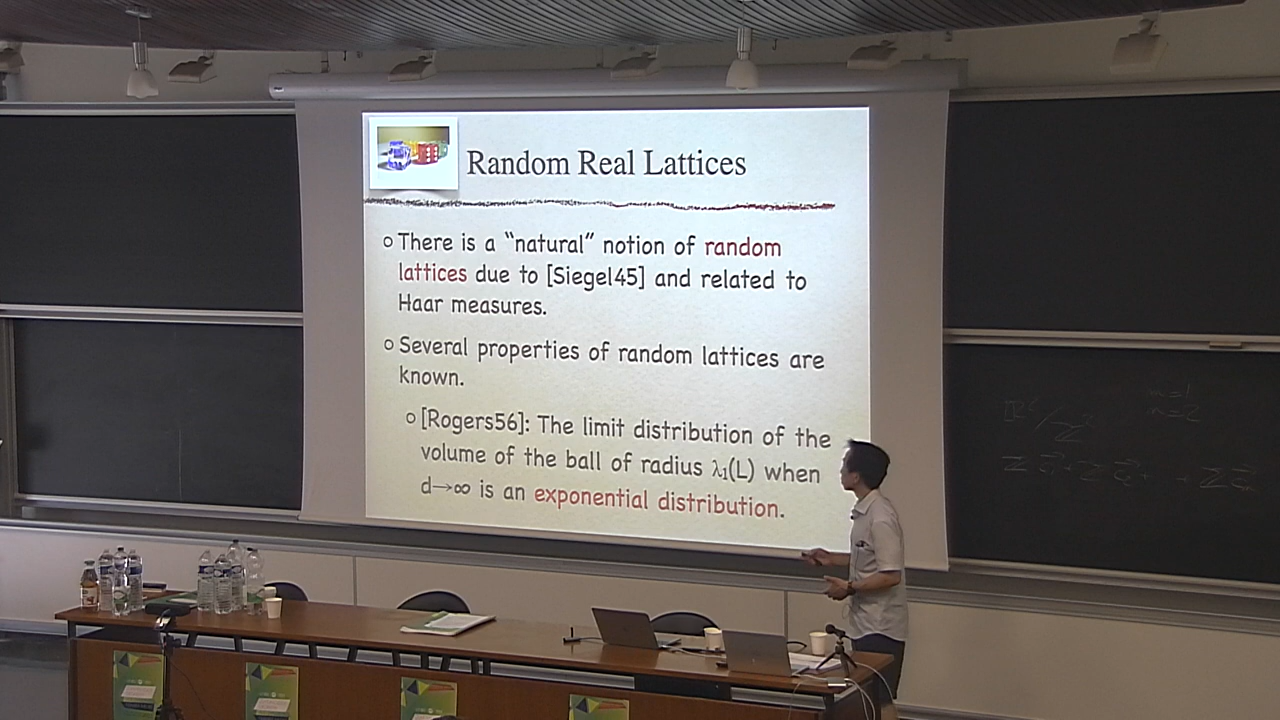 Random Real Lattices
There is a “natural” notion of random
lattices due to [Siegel45] and related to
Haar measures.
Several properties of random lattices are
known.
[Rogers56]: The limit distribution of the
volume of the ball of radius λ₁(L) when
d→∞ is an exponential distribution.
n=1
n=2